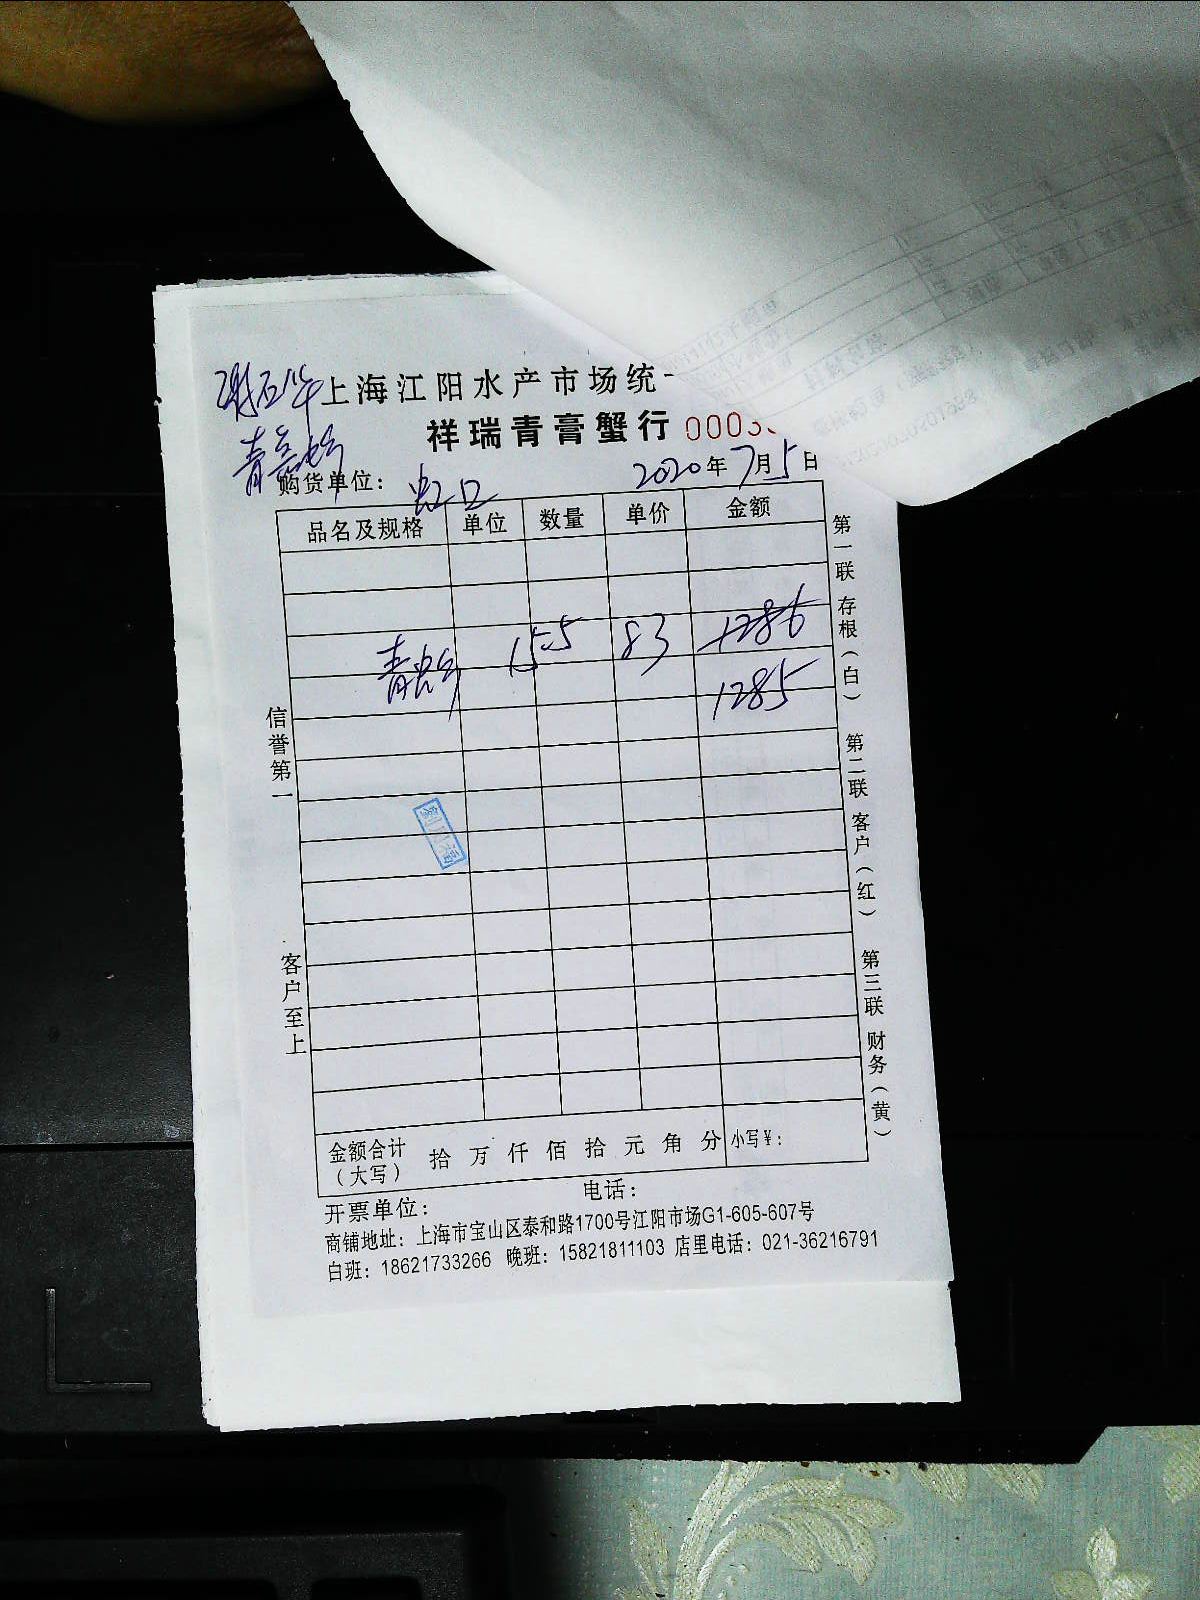 上海江阳水产市场统一
祥瑞青膏蟹行 0003
青膏蟹
购货单位： 虹口 2020年7月5日
品名及规格 单位 数量 单价 金额
青蟹 15.5 83 1286
1285
信誉第一
客户至上
第一联 存根（白）
第二联 客户（红）
第三联 财务（黄）
金额合计（大写） 拾 万 仟 佰 拾 元 角 分 小写¥：
开票单位： 电话：
商铺地址：上海市宝山区泰和路1700号江阳市场G1-605-607号
白班：18621733266 晚班：15821811103 店里电话：021-36216791